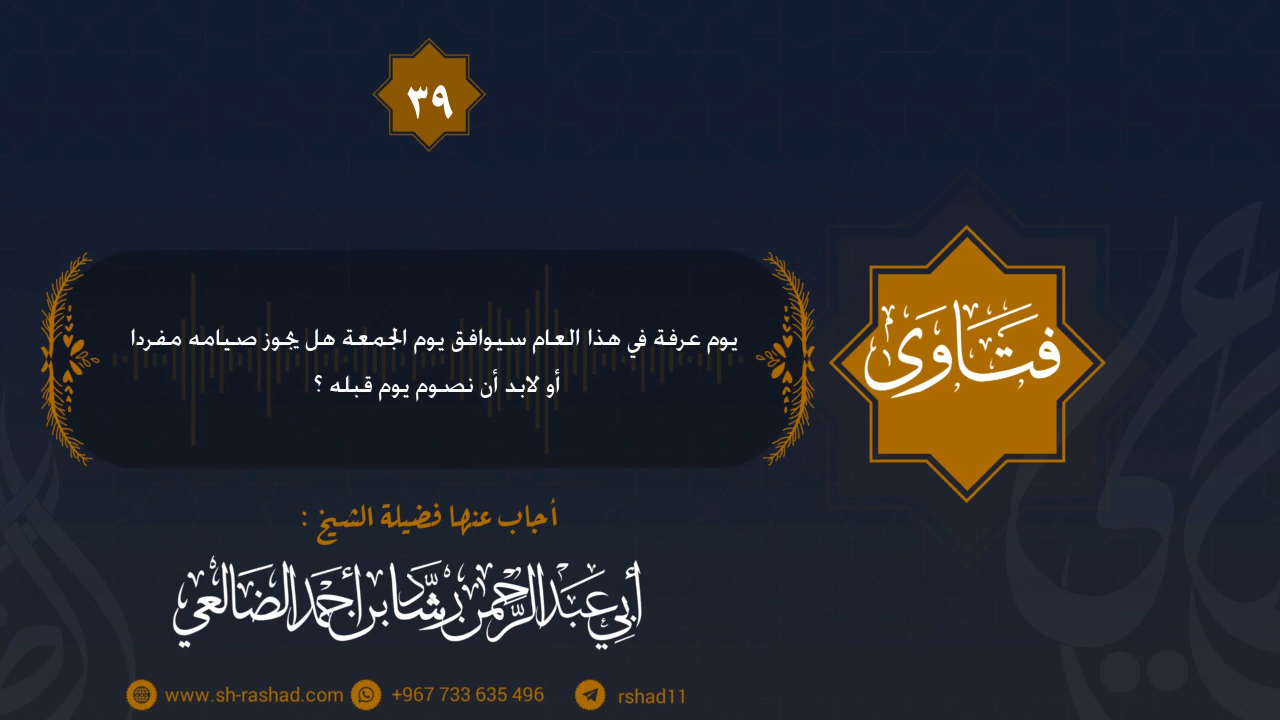 ٣٩
فتاوى
يوم عرفة في هذا العام سيوافق يوم الجمعة هل يجوز صيامه مفردا
أو لابد أن نصوم يوم قبله ؟
أجاب عنها فضيلة الشيخ :
أبي عبد الرحمن رشاد بن أحمد الضالعي
www.sh-rashad.com +967 733 635 496 rshad11